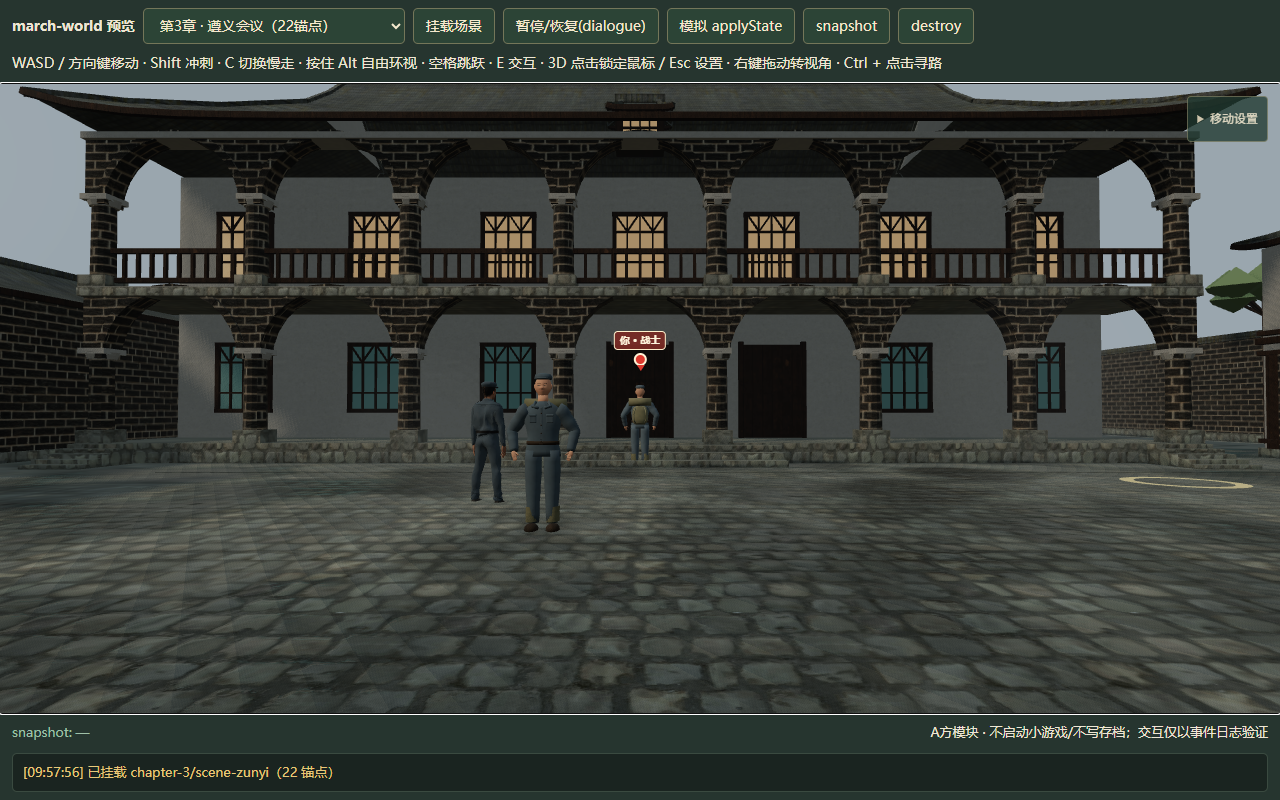 march-world 预览
第3章 · 遵义会议（22锚点）
挂载场景
暂停/恢复(dialogue)
模拟 applyState
snapshot
destroy
WASD / 方向键移动 · Shift 冲刺 · C 切换慢走 · 按住 Alt 自由环视 · 空格跳跃 · E 交互 · 3D 点击锁定鼠标 / Esc 设置 · 右键拖动转视角 · Ctrl + 点击寻路
移动设置
你 · 战士
snapshot: —
A方模块 · 不启动小游戏/不写存档；交互仅以事件日志验证
[09:57:56] 已挂载 chapter-3/scene-zunyi（22 锚点）